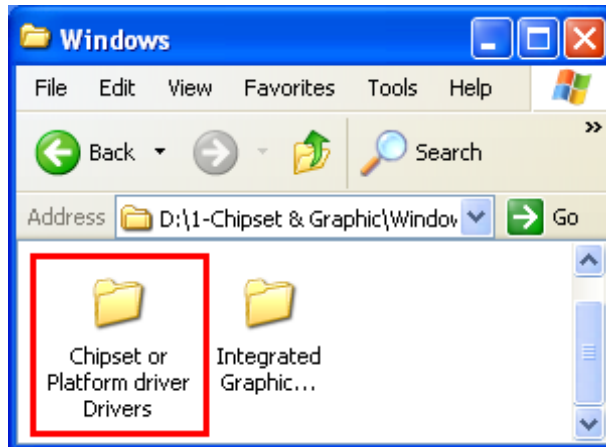 Windows
File Edit View Favorites Tools Help
Back Search »
Address D:\1-Chipset & Graphic\Window Go
Chipset or
Platform driver
Drivers
Integrated
Graphic...